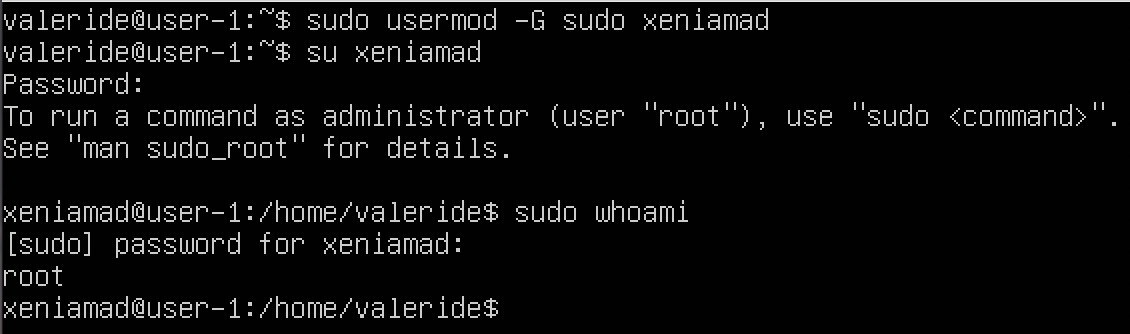 valeride@user-1:~$ sudo usermod -G sudo xeniamad
valeride@user-1:~$ su xeniamad
Password:
To run a command as administrator (user "root"), use "sudo <command>".
See "man sudo_root" for details.

xeniamad@user-1:/home/valeride$ sudo whoami
[sudo] password for xeniamad:
root
xeniamad@user-1:/home/valeride$